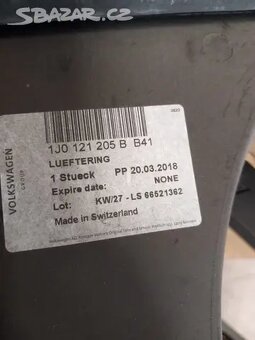 SBAZAR.CZ
VOLKSWAGEN
GROUP
1J0 121 205 B B41
LUEFTERING
1 Stueck PP 20.03.2018
Expire date: NONE
Lot: KW/27 - LS 66521362
Made in Switzerland